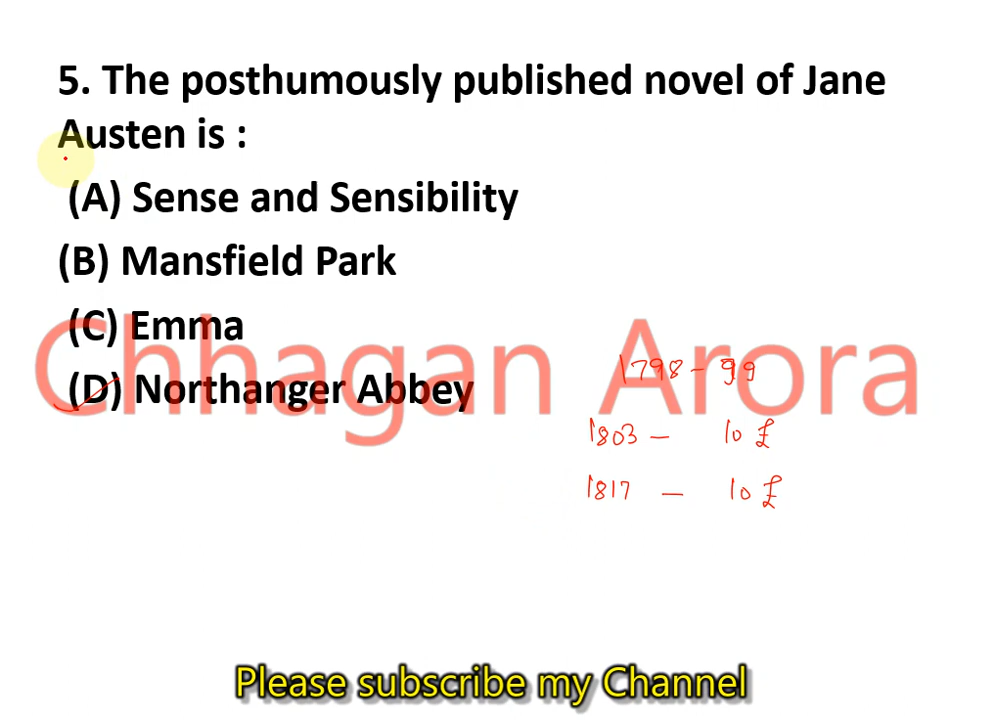 5. The posthumously published novel of Jane
Austen is :
(A) Sense and Sensibility
(B) Mansfield Park
(C) Emma
Chhagan Arora
(D) Northanger Abbey
1798 - 99
1803 - 10 £
1817 - 10 £
Please subscribe my Channel